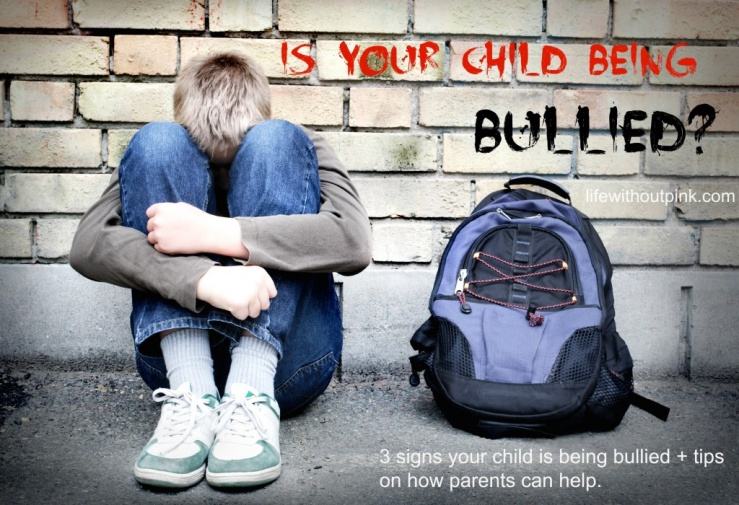 IS YOUR CHILD BEING
BULLIED?
lifewithoutpink.com
3 signs your child is being bullied + tips
on how parents can help.